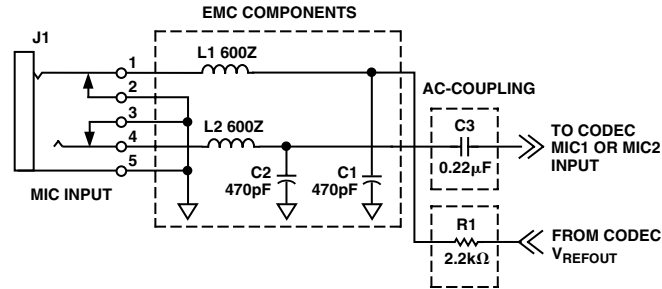 EMC COMPONENTS
J1
1
2
3
4
5
MIC INPUT
L1 600Z
L2 600Z
C2
470pF
C1
470pF
AC-COUPLING
C3
0.22μF
TO CODEC
MIC1 OR MIC2
INPUT
R1
2.2kΩ
FROM CODEC
VREFOUT